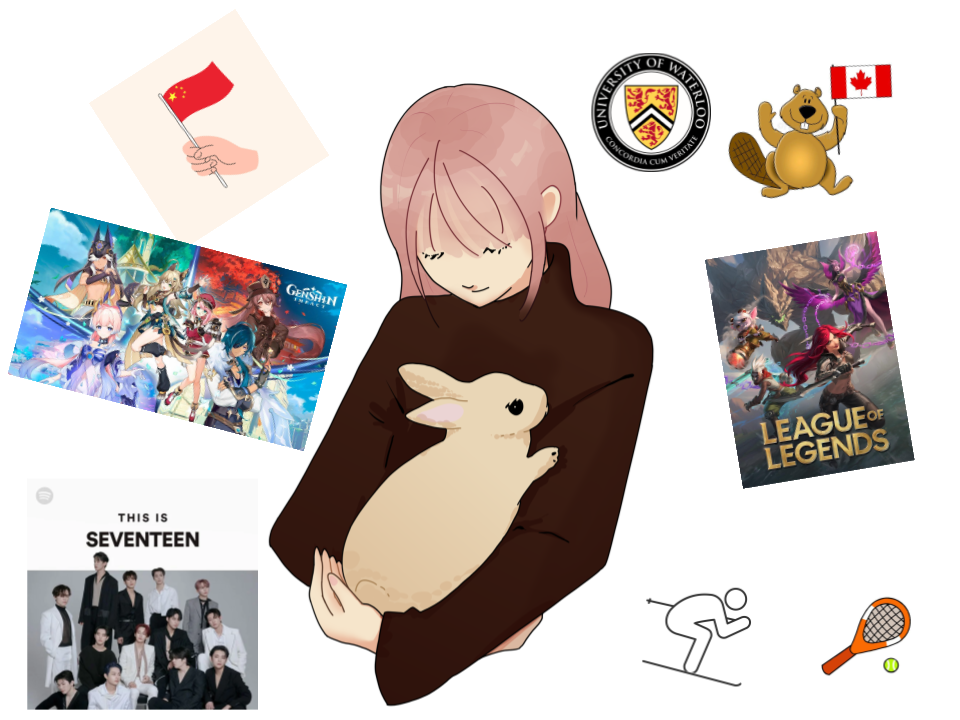 UNIVERSITY OF WATERLOO
CONCORDIA CUM VERITATE
GENSHIN
IMPACT
LEAGUE OF
LEGENDS
THIS IS
SEVENTEEN